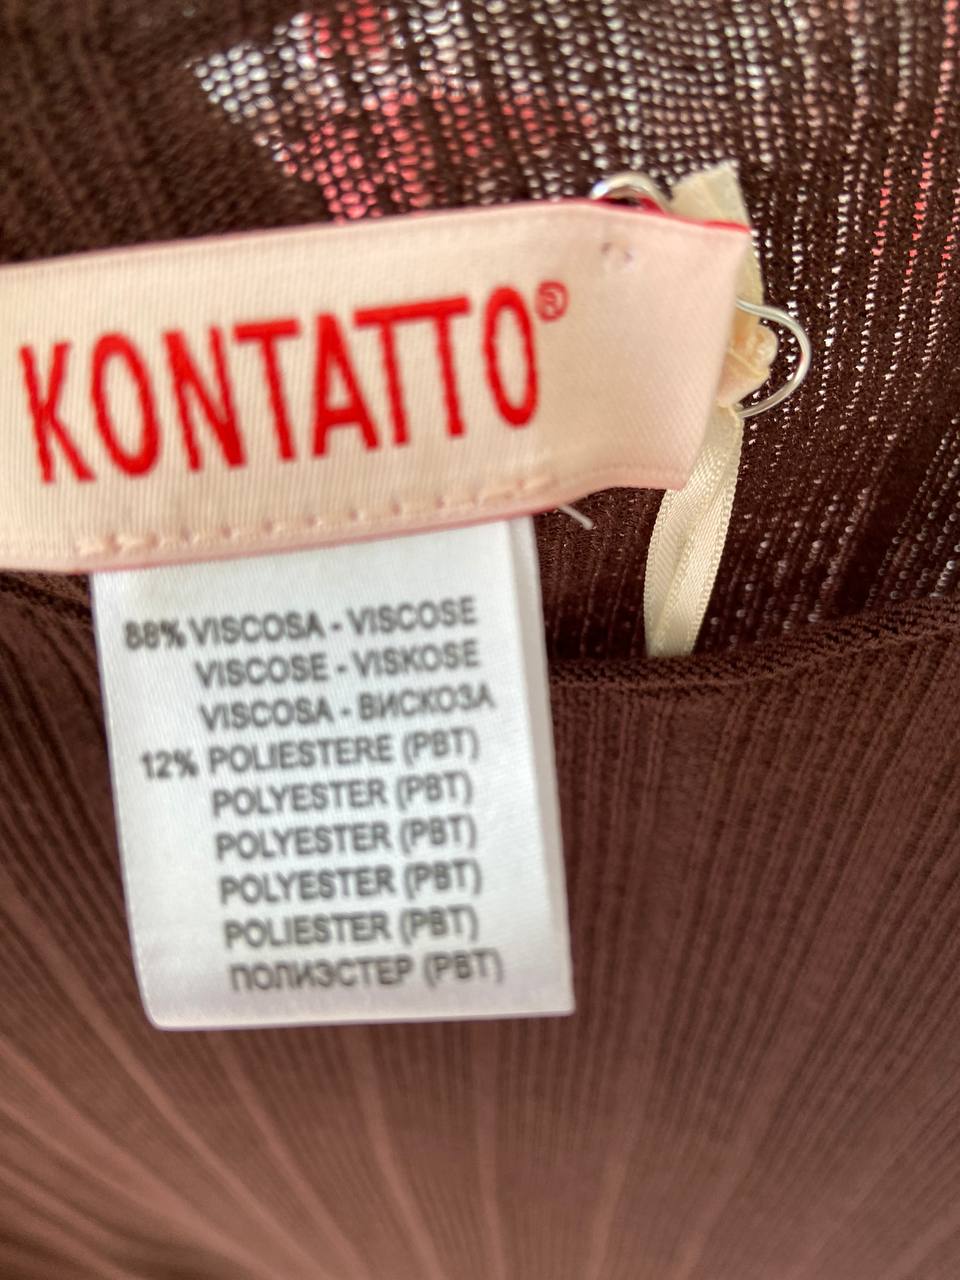 KONTATTO®
88% VISCOSA - VISCOSE
VISCOSE - VISKOSE
VISCOSA - ВИСКОЗА
12% POLIESTERE (PBT)
POLYESTER (PBT)
POLYESTER (PBT)
POLYESTER (PBT)
POLIESTER (PBT)
ПОЛИЭСТЕР (PBT)